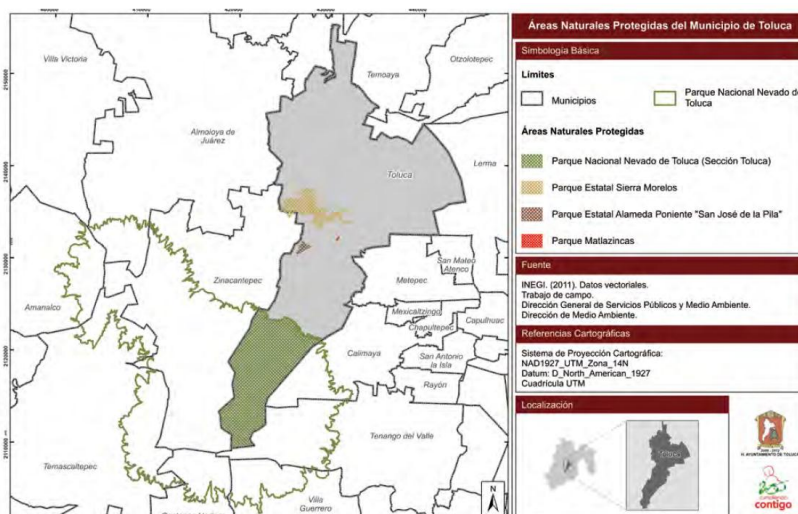 Áreas Naturales Protegidas del Municipio de Toluca
Simbología Básica
Límites
Municipios
Parque Nacional Nevado de
Toluca
Áreas Naturales Protegidas
Parque Nacional Nevado de Toluca (Sección Toluca)
Parque Estatal Sierra Morelos
Parque Estatal Alameda Poniente "San José de la Pila"
Parque Matlazincas
Fuente
INEGI. (2011). Datos vectoriales.
Trabajo de campo.
Dirección General de Servicios Públicos y Medio Ambiente.
Dirección de Medio Ambiente.
Referencias Cartográficas
Sistema de Proyección Cartográfica:
NAD1927_UTM_Zona_14N
Datum: D_North_American_1927
Cuadrícula UTM
Localización
Toluca
H. AYUNTAMIENTO DE TOLUCA
contigo
Villa Victoria
Temoaya
Otzolotepec
Almoloya de
Juárez
Toluca
Lerma
Zinacantepec
San Mateo
Atenco
Metepec
Amanalco
Mexicaltzingo
Chapultepec
Capulhuac
Calimaya
San Antonio
la Isla
Rayón
Tenango del Valle
Temascaltepec
Villa
Guerrero
N